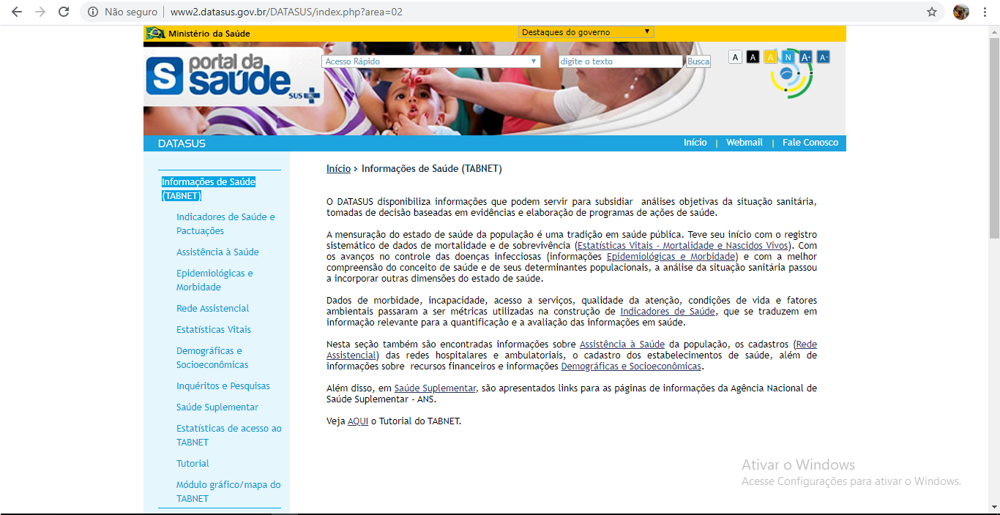 Não seguro | www2.datasus.gov.br/DATASUS/index.php?area=02
Ministério da Saúde
Destaques do governo
portal da
saúde
SUS
Acesso Rápido
digite o texto
Busca
A A A N A+ A-
DATASUS
Início | Webmail | Fale Conosco
Informações de Saúde
(TABNET)
Indicadores de Saúde e
Pactuações
Assistência à Saúde
Epidemiológicas e
Morbidade
Rede Assistencial
Estatísticas Vitais
Demográficas e
Socioeconômicas
Inquéritos e Pesquisas
Saúde Suplementar
Estatísticas de acesso ao
TABNET
Tutorial
Módulo gráfico/mapa do
TABNET
Início > Informações de Saúde (TABNET)
O DATASUS disponibiliza informações que podem servir para subsidiar análises objetivas da situação sanitária,
tomadas de decisão baseadas em evidências e elaboração de programas de ações de saúde.
A mensuração do estado de saúde da população é uma tradição em saúde pública. Teve seu início com o registro
sistemático de dados de mortalidade e de sobrevivência (Estatísticas Vitais - Mortalidade e Nascidos Vivos). Com
os avanços no controle das doenças infecciosas (informações Epidemiológicas e Morbidade) e com a melhor
compreensão do conceito de saúde e de seus determinantes populacionais, a análise da situação sanitária passou
a incorporar outras dimensões do estado de saúde.
Dados de morbidade, incapacidade, acesso a serviços, qualidade da atenção, condições de vida e fatores
ambientais passaram a ser métricas utilizadas na construção de Indicadores de Saúde, que se traduzem em
informação relevante para a quantificação e a avaliação das informações em saúde.
Nesta seção também são encontradas informações sobre Assistência à Saúde da população, os cadastros (Rede
Assistencial) das redes hospitalares e ambulatoriais, o cadastro dos estabelecimentos de saúde, além de
informações sobre recursos financeiros e informações Demográficas e Socioeconômicas.
Além disso, em Saúde Suplementar, são apresentados links para as páginas de informações da Agência Nacional de
Saúde Suplementar - ANS.
Veja AQUI o Tutorial do TABNET.
Ativar o Windows
Acesse Configurações para ativar o Windows.